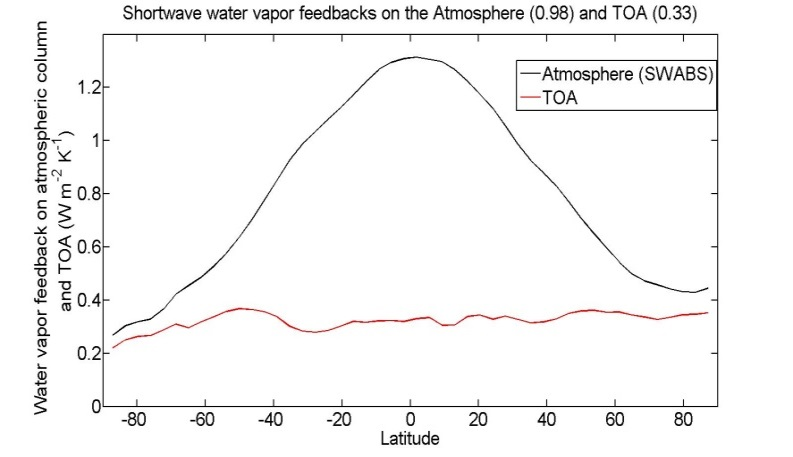 Shortwave water vapor feedbacks on the Atmosphere (0.98) and TOA (0.33)
Water vapor feedback on atmospheric column
and TOA (W m⁻² K⁻¹)
1.2
1
0.8
0.6
0.4
0.2
0
Atmosphere (SWABS)
TOA
-80 -60 -40 -20 0 20 40 60 80
Latitude